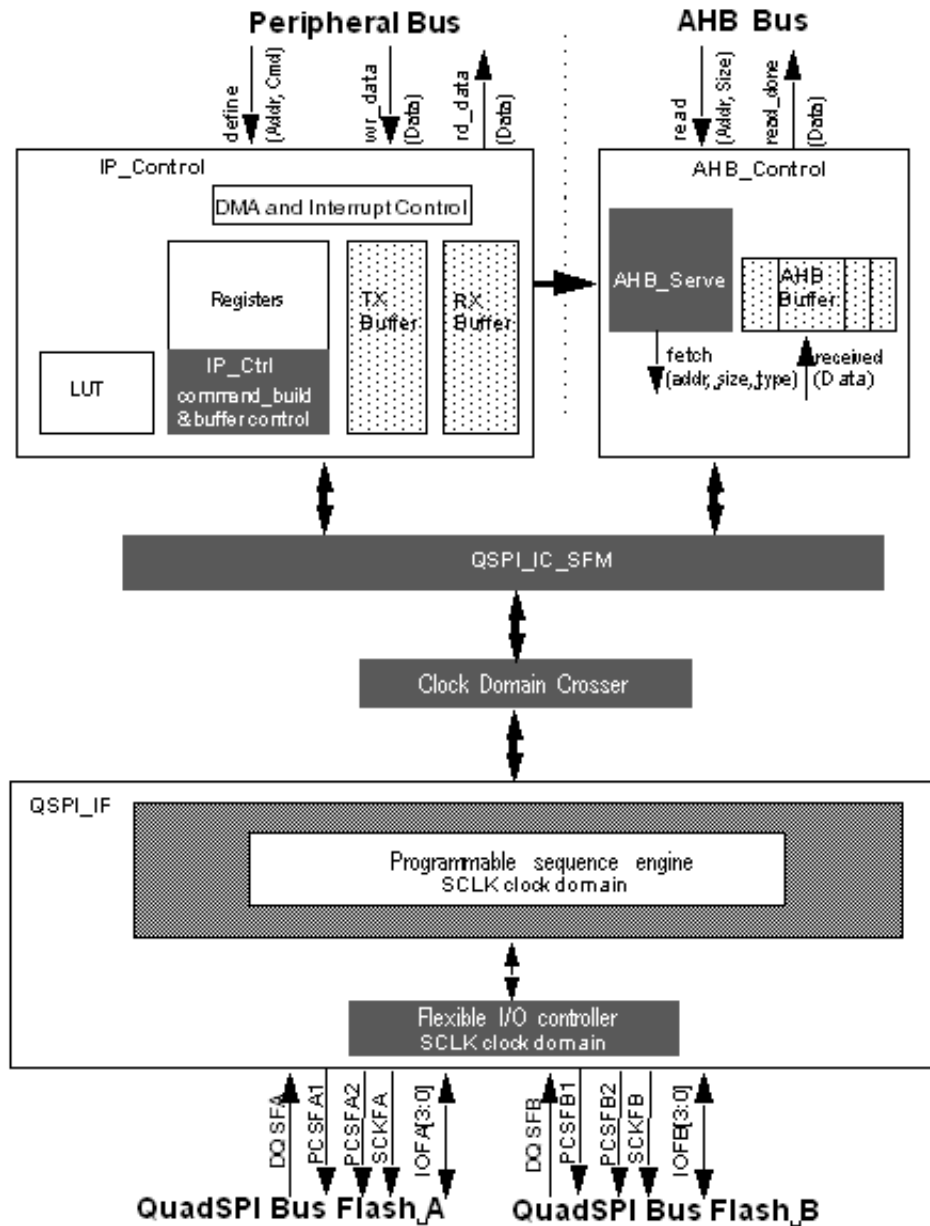 Peripheral Bus
AHB Bus
define
(Addr, Cmd)
wr_data
(Data)
rd_data
(Data)
read
(Addr, Size)
read_done
(Data)
IP_Control
AHB_Control
DMA and Interrupt Control
Registers
TX
Buffer
RX
Buffer
AHB_Serve
AHB
Buffer
LUT
IP_Ctrl
command_build
& buffer control
fetch
(addr, size, type)
received
(Data)
QSPI_IC_SFM
Clock Domain Crosser
QSPI_IF
Programmable sequence engine
SCLK clock domain
Flexible I/O controller
SCLK clock domain
DQSFA
PCSFA1
PCSFA2
SCKFA
IOFA[3:0]
DQSFB
PCSFB1
PCSFB2
SCKFB
IOFB[3:0]
QuadSPI Bus Flash_A
QuadSPI Bus Flash_B